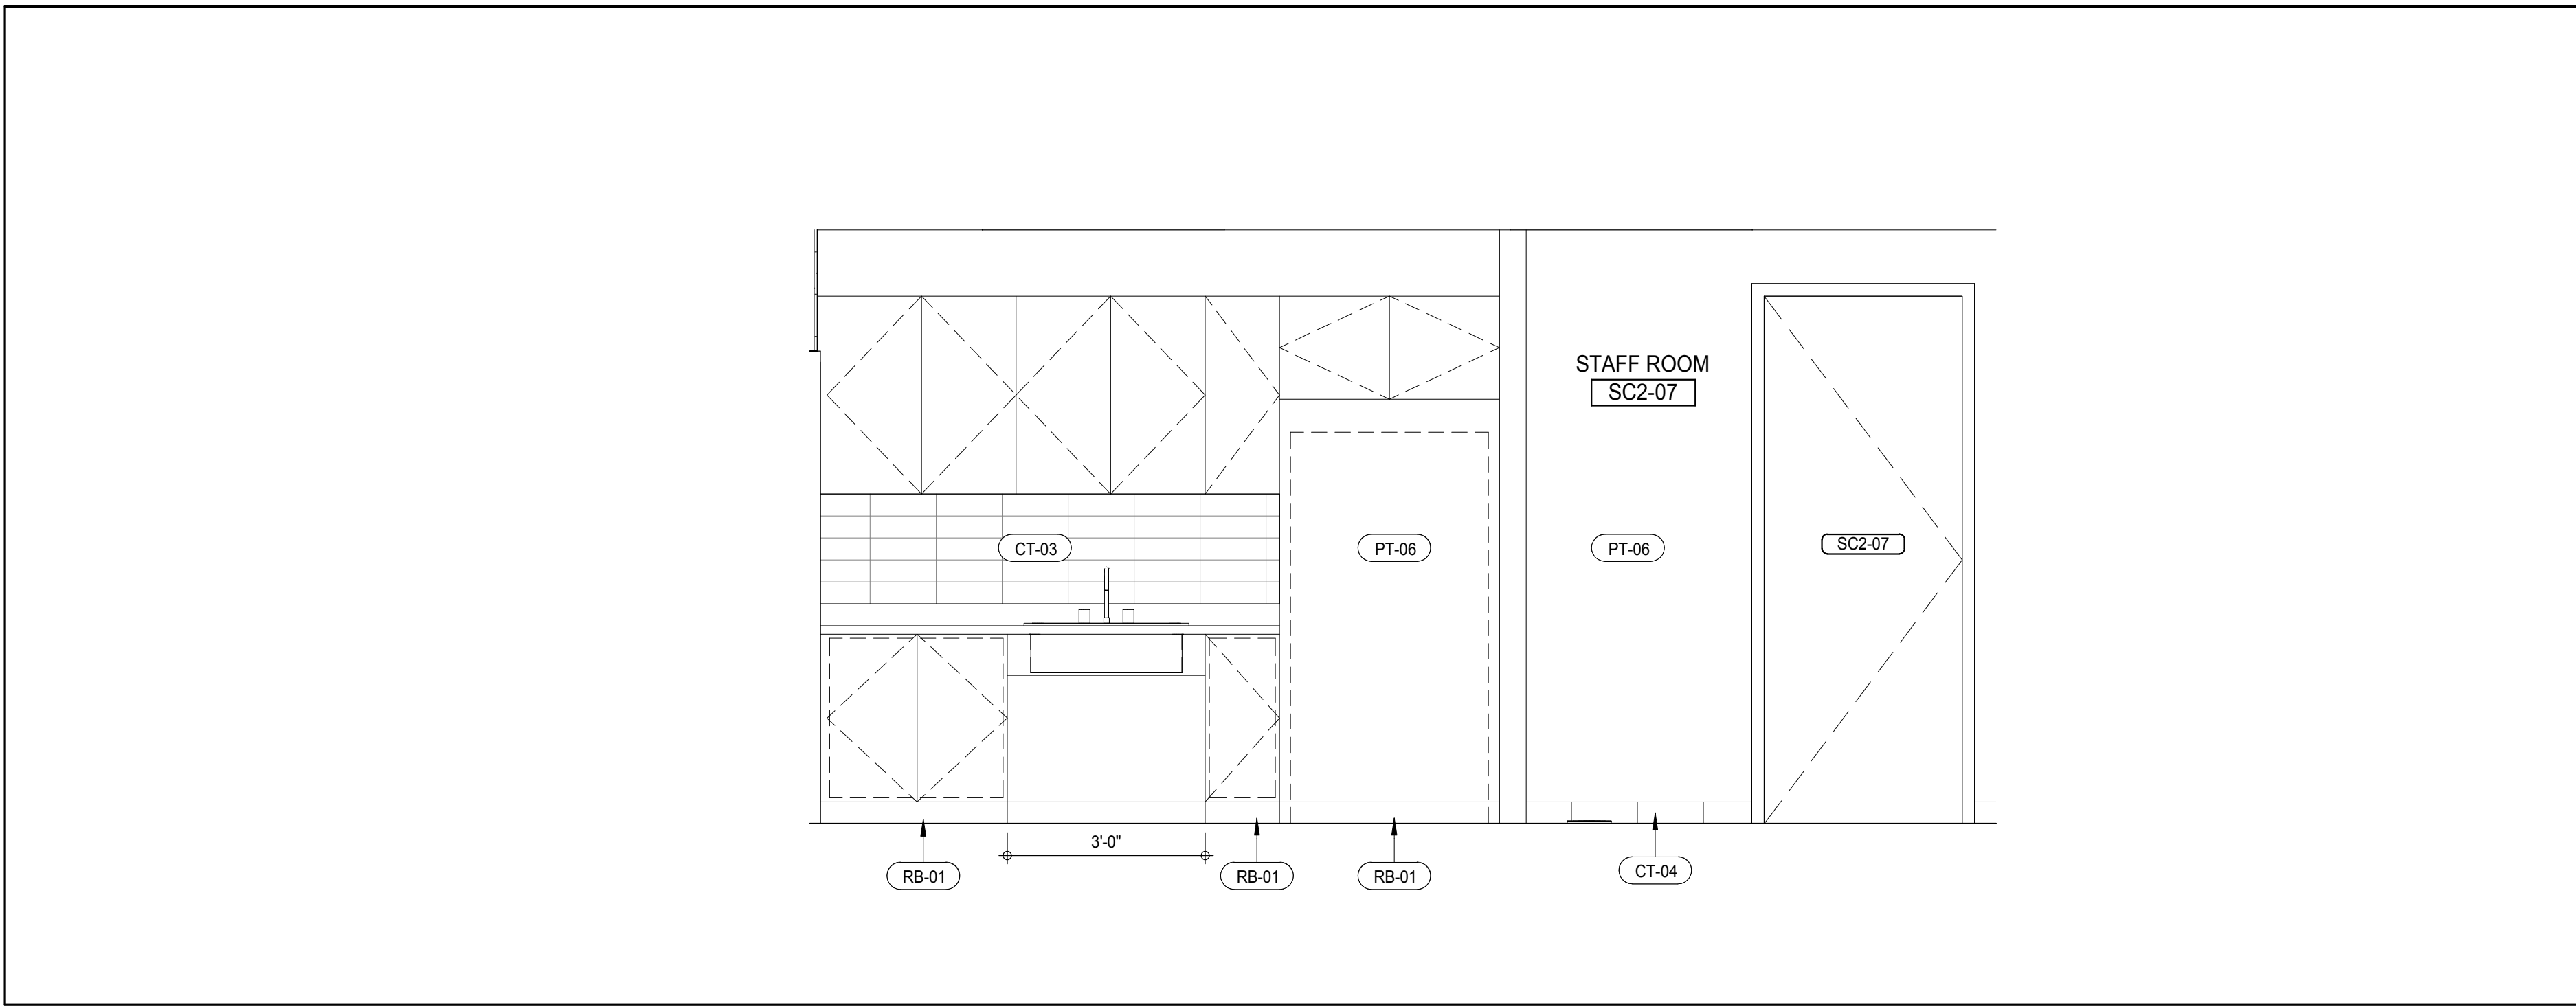 STAFF ROOM
SC2-07
CT-03
PT-06
PT-06
SC2-07
3'-0"
RB-01
RB-01
RB-01
CT-04